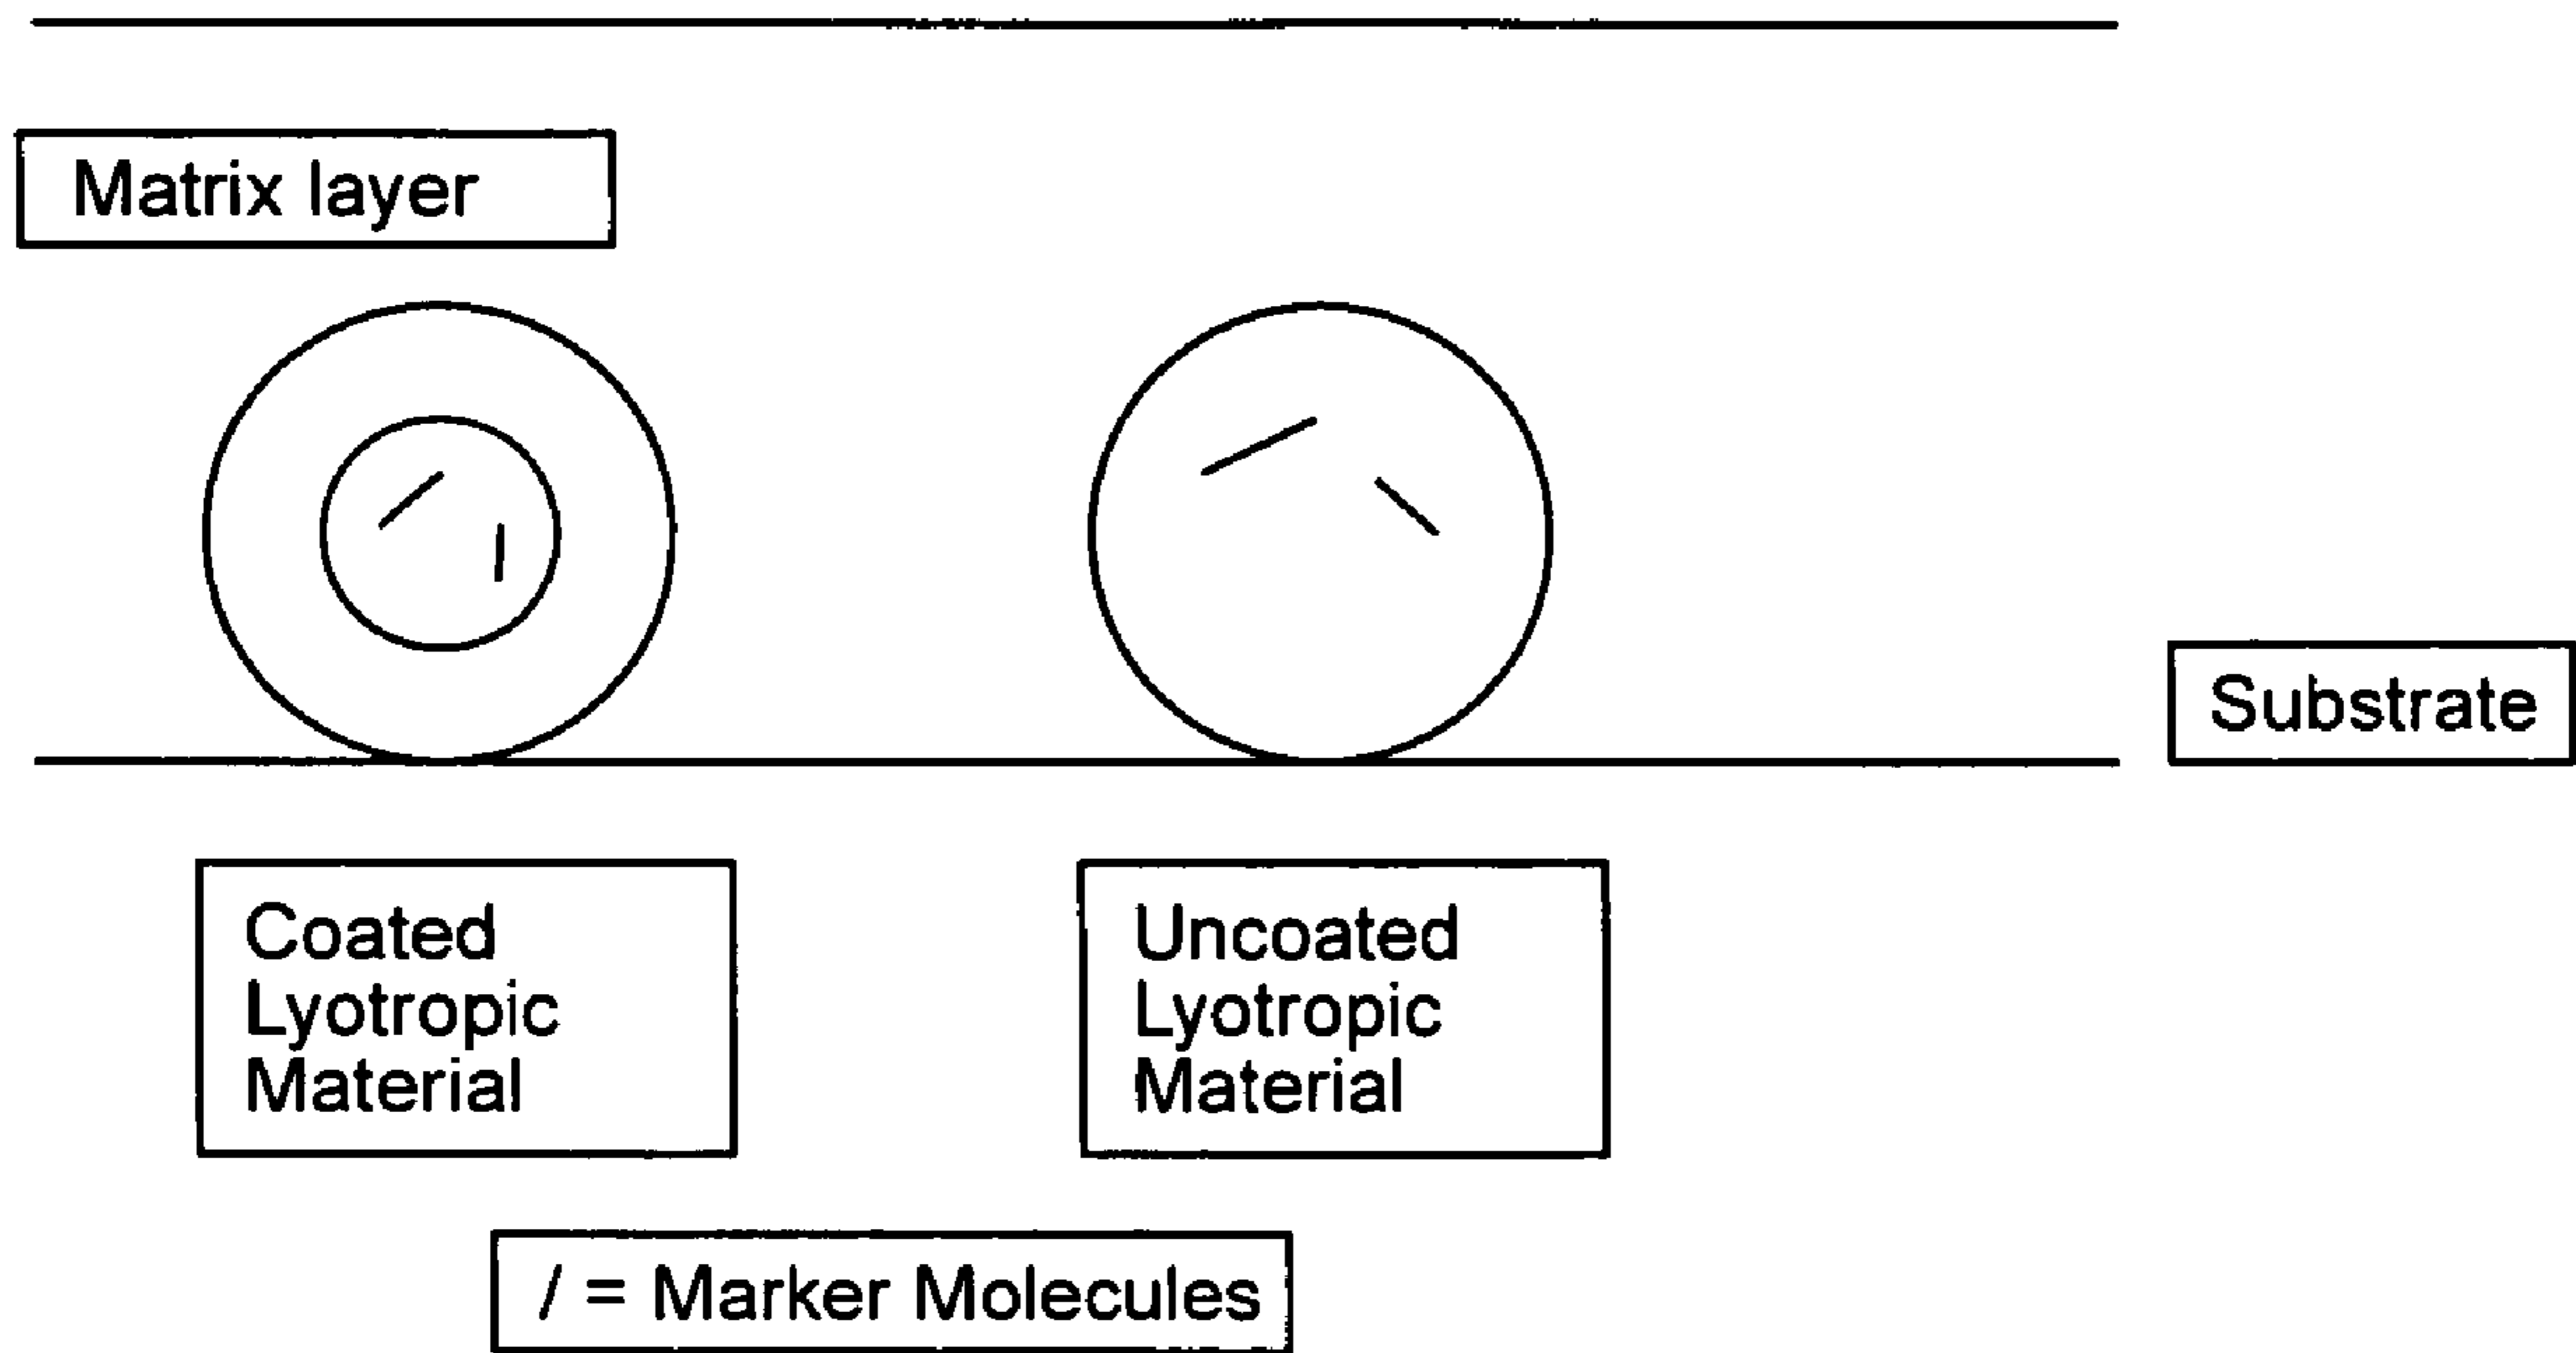 Matrix layer
Substrate
Coated
Lyotropic
Material
Uncoated
Lyotropic
Material
/ = Marker Molecules